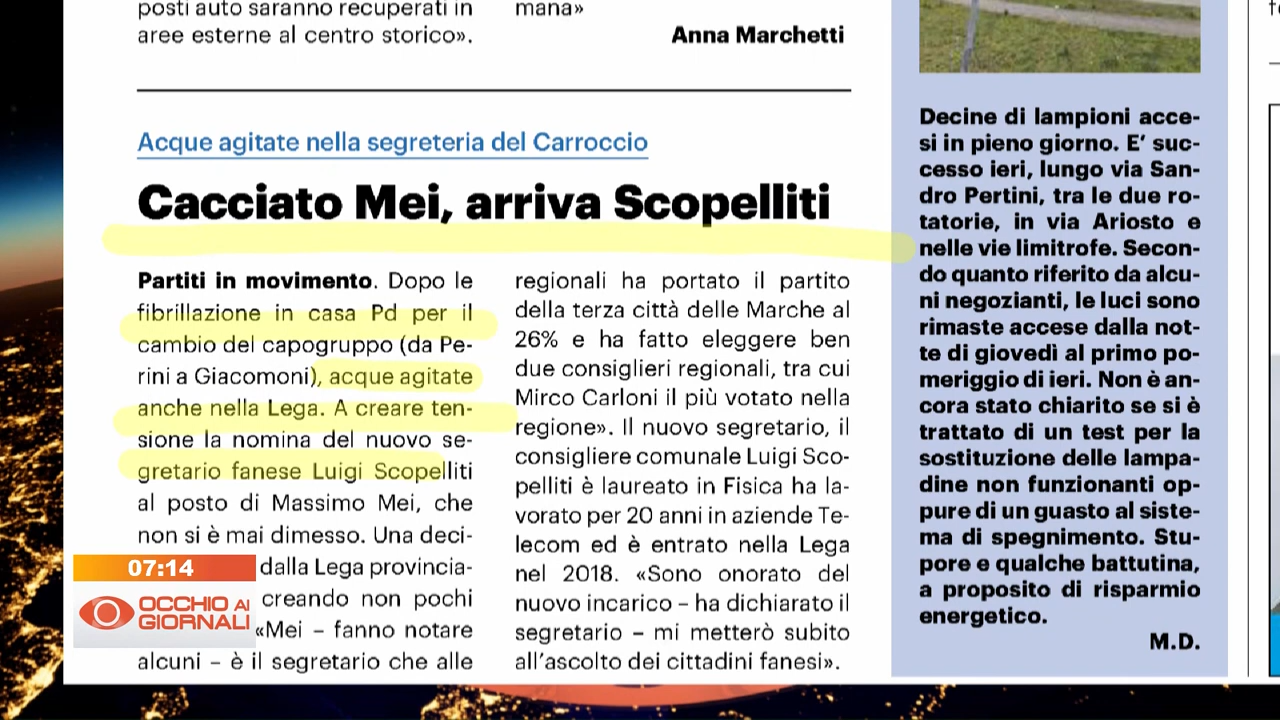 posti auto saranno recuperati in
aree esterne al centro storico».
mana»
Anna Marchetti
Acque agitate nella segreteria del Carroccio
Cacciato Mei, arriva Scopelliti
Partiti in movimento. Dopo le
fibrillazione in casa Pd per il
cambio del capogruppo (da Pe-
rini a Giacomoni), acque agitate
anche nella Lega. A creare ten-
sione la nomina del nuovo se-
gretario fanese Luigi Scopelliti
al posto di Massimo Mei, che
non si è mai dimesso. Una deci-
dalla Lega provincia-
creando non pochi
«Mei – fanno notare
alcuni – è il segretario che alle
regionali ha portato il partito
della terza città delle Marche al
26% e ha fatto eleggere ben
due consiglieri regionali, tra cui
Mirco Carloni il più votato nella
regione». Il nuovo segretario, il
consigliere comunale Luigi Sco-
pelliti è laureato in Fisica ha la-
vorato per 20 anni in aziende Te-
lecom ed è entrato nella Lega
nel 2018. «Sono onorato del
nuovo incarico – ha dichiarato il
segretario – mi metterò subito
all'ascolto dei cittadini fanesi».
Decine di lampioni acce-
si in pieno giorno. E' suc-
cesso ieri, lungo via San-
dro Pertini, tra le due ro-
tatorie, in via Ariosto e
nelle vie limitrofe. Secon-
do quanto riferito da alcu-
ni negozianti, le luci sono
rimaste accese dalla not-
te di giovedì al primo po-
meriggio di ieri. Non è an-
cora stato chiarito se si è
trattato di un test per la
sostituzione delle lampa-
dine non funzionanti op-
pure di un guasto al siste-
ma di spegnimento. Stu-
pore e qualche battutina,
a proposito di risparmio
energetico.
M.D.
07:14
OCCHIO AI
GIORNALI